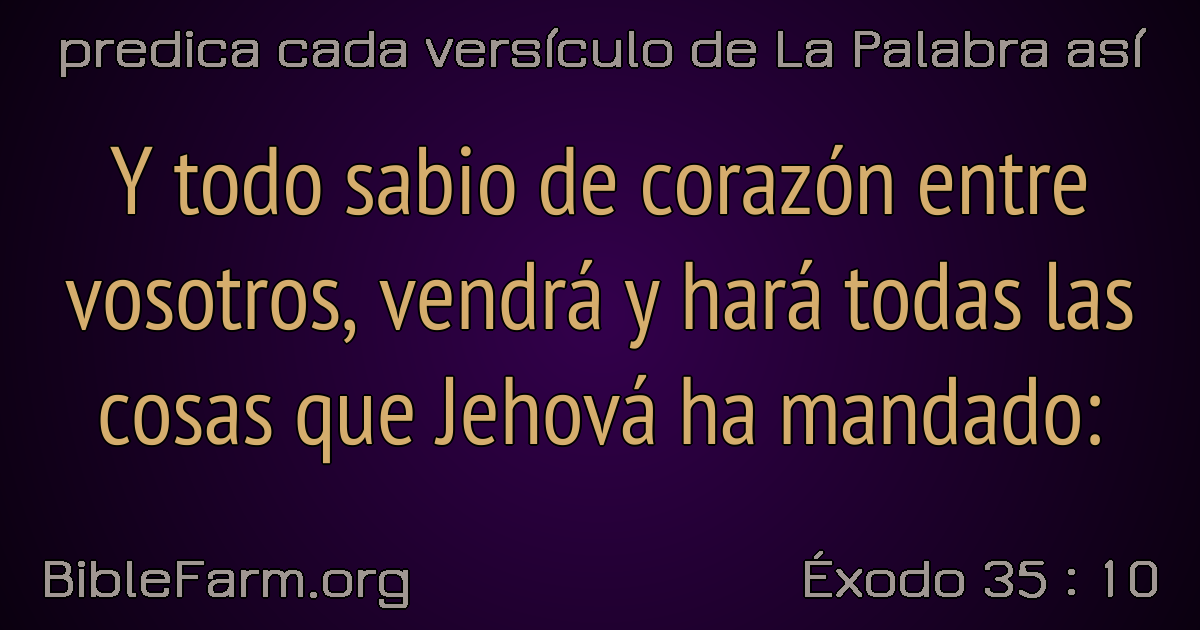 predica cada versículo de La Palabra así
Y todo sabio de corazón entre
vosotros, vendrá y hará todas las
cosas que Jehová ha mandado:
BibleFarm.org
Éxodo 35 : 10